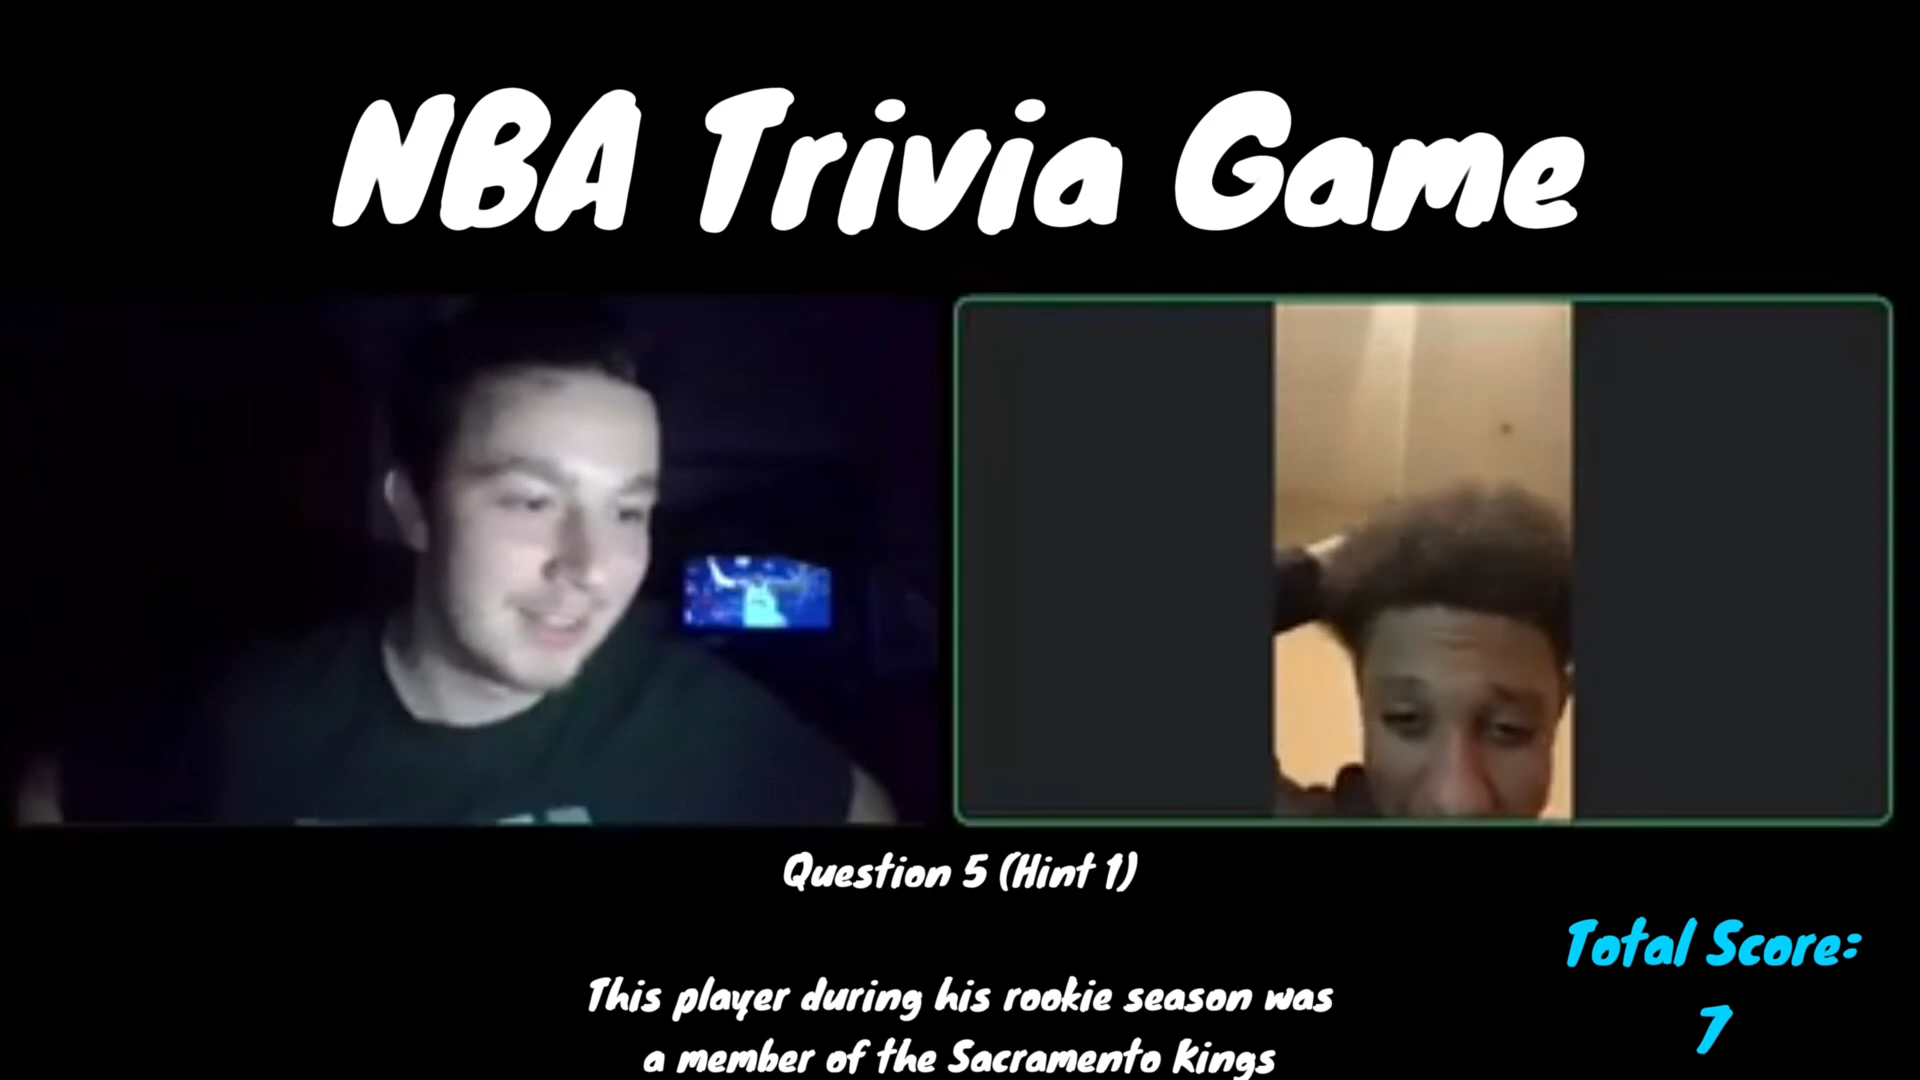 NBA Trivia Game
Question 5 (Hint 1)
This player during his rookie season was
a member of the Sacramento Kings
Total Score:
7